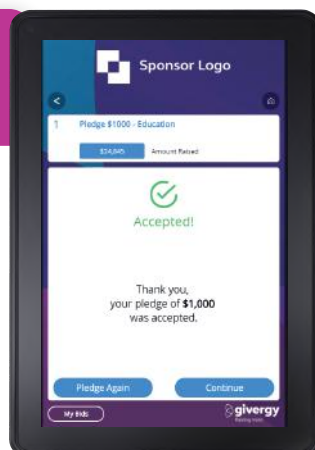 Sponsor Logo
<
1 Pledge $1000 - Education
Amount Raised
Accepted!
Thank you,
your pledge of $1,000
was accepted.
Pledge Again Continue
My Bids givergy